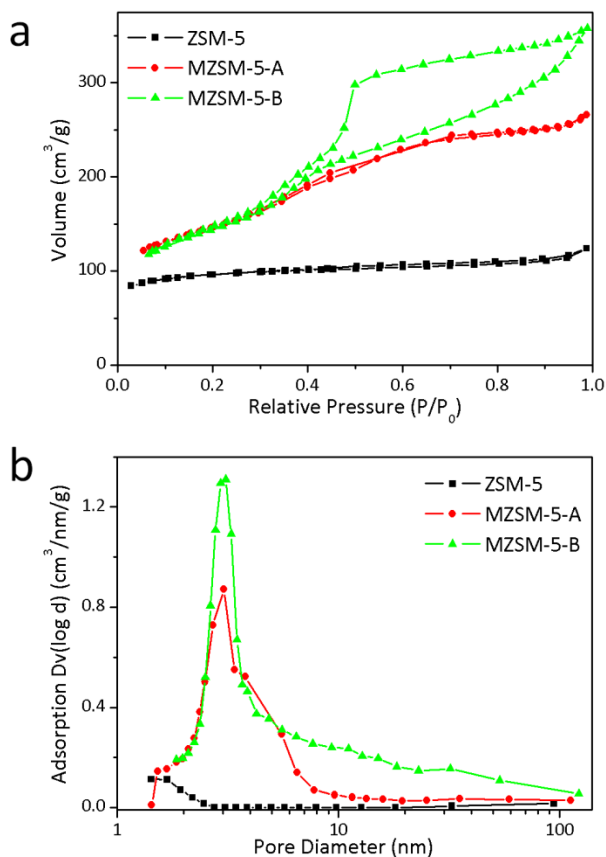 a
ZSM-5
MZSM-5-A
MZSM-5-B
300
200
100
0
Volume (cm³/g)
0.0 0.2 0.4 0.6 0.8 1.0
Relative Pressure (P/P₀)
b
ZSM-5
MZSM-5-A
MZSM-5-B
1.2
0.8
0.4
0.0
Adsorption Dv(log d) (cm³/nm/g)
1 10 100
Pore Diameter (nm)